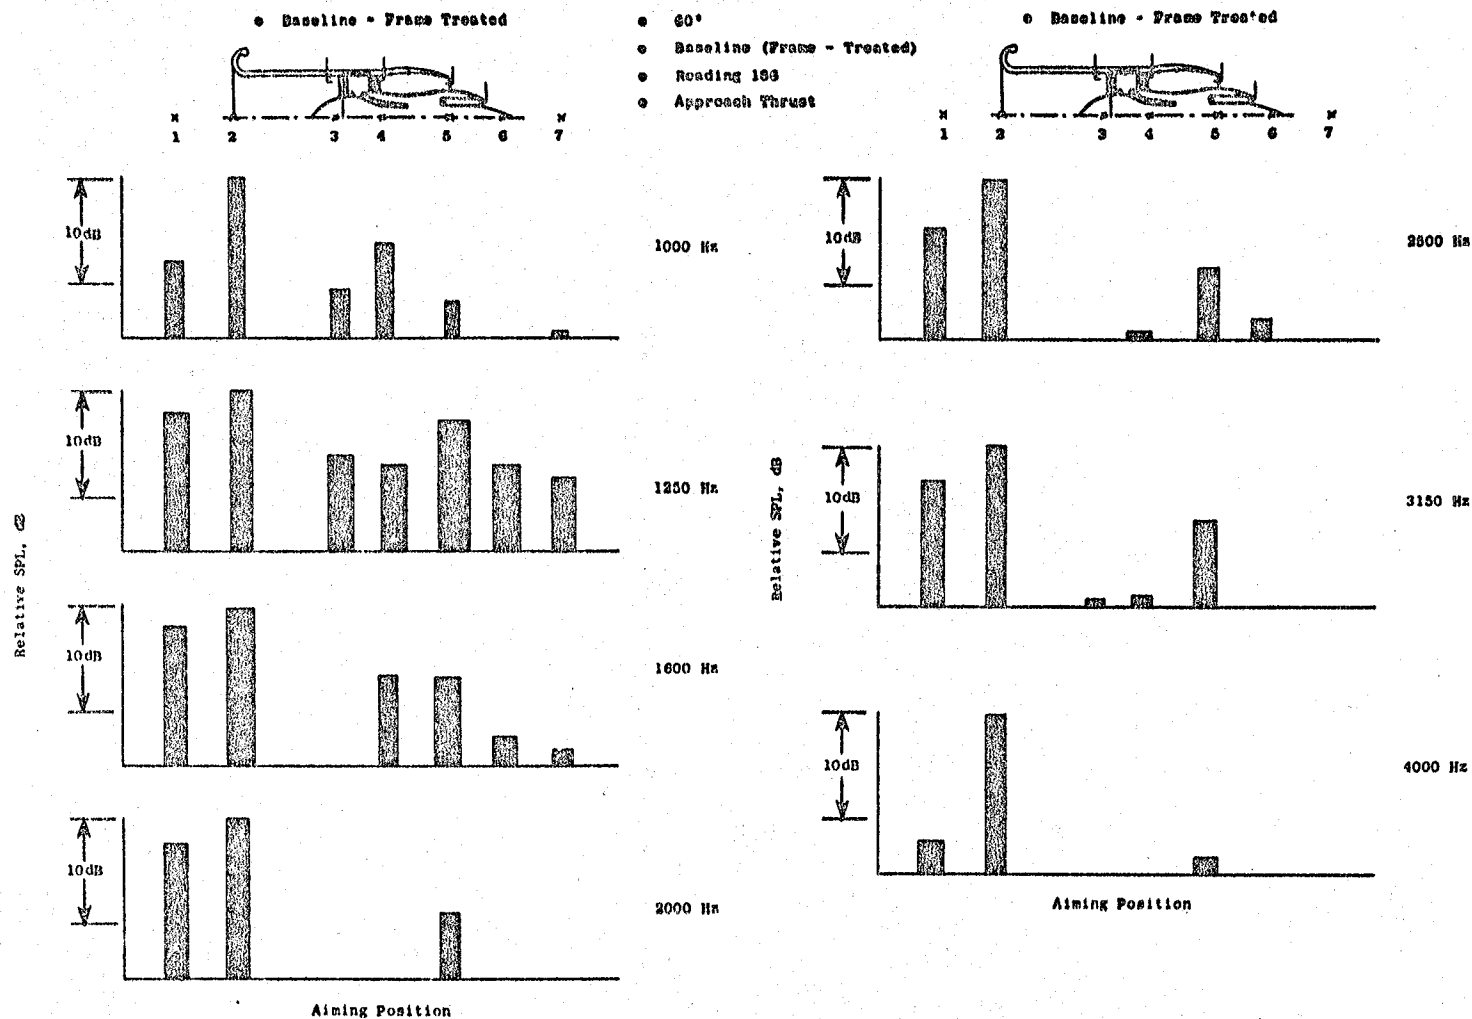 • Baseline - Frame Treated
1 2 3 4 5 6 7
• 60°
• Baseline (Frame - Treated)
• Reading 186
• Approach Thrust
• Baseline - Frame Treated
1 2 3 4 5 6 7
Relative SPL, dB
10dB
1000 Hz
10dB
1250 Hz
10dB
1600 Hz
10dB
2000 Hz
Aiming Position
Relative SPL, dB
10dB
2500 Hz
10dB
3150 Hz
10dB
4000 Hz
Aiming Position